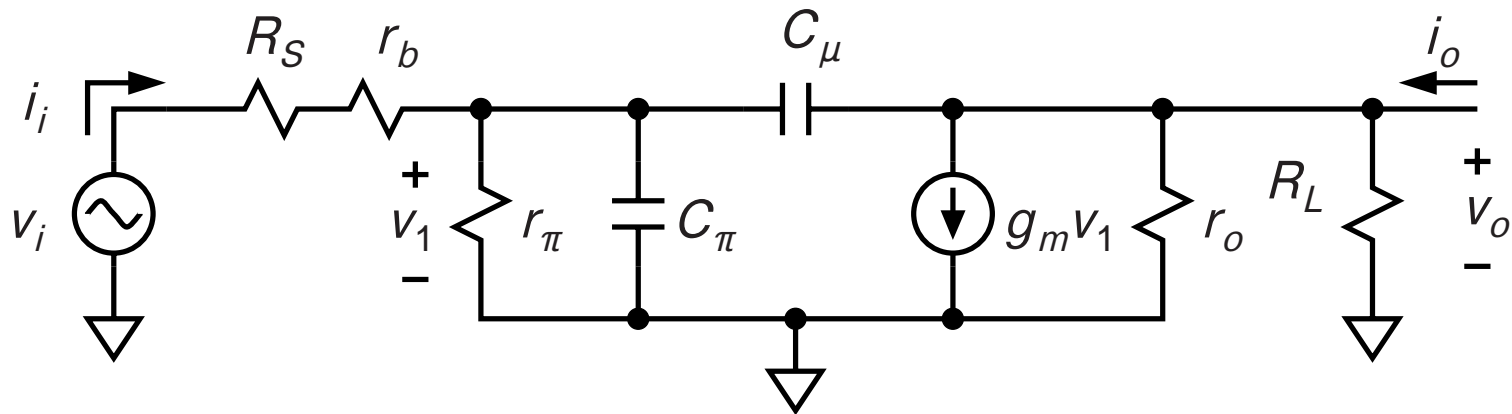 R_S
r_b
C_μ
i_o
i_i
+
v_1
−
r_π
C_π
v_i
g_m v_1
r_o
R_L
+
v_o
−